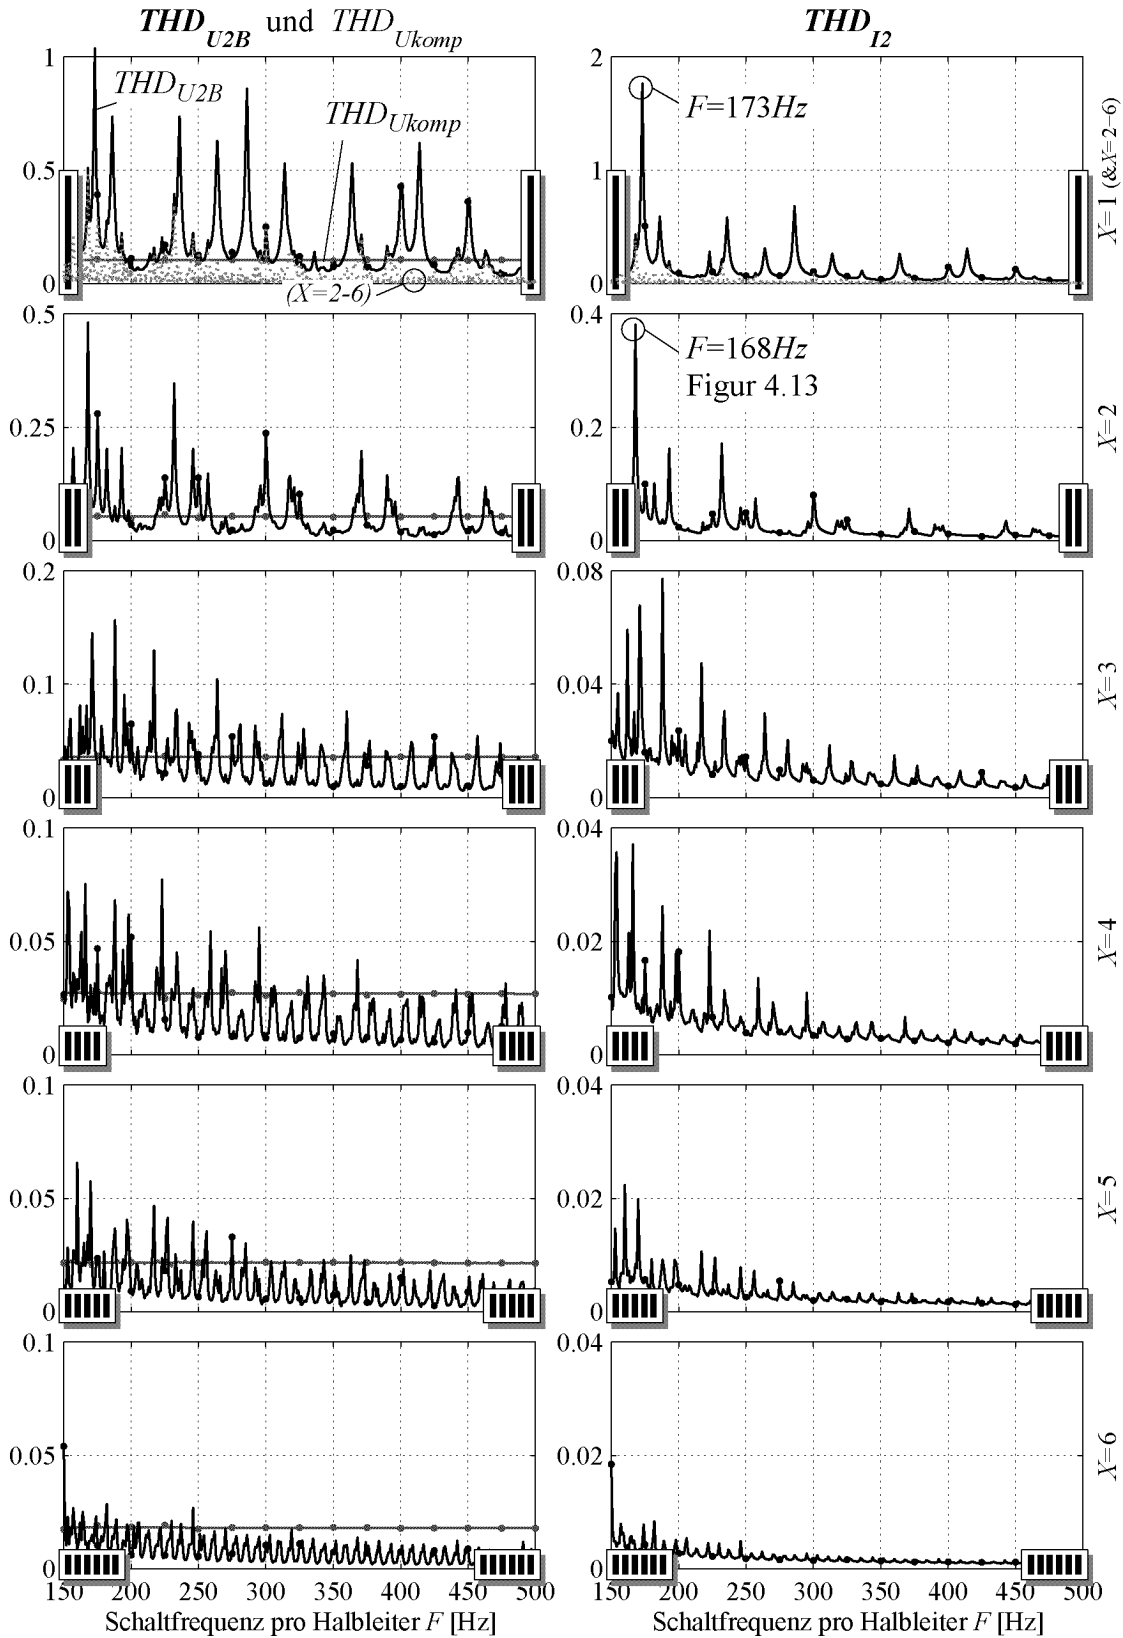 THD_U2B und THD_Ukomp
THD_I2
1
0.5
0
THD_U2B
THD_Ukomp
(X=2-6)
2
1
0
F=173Hz
X=1 (&X=2-6)
0.5
0.25
0
0.4
0.2
0
F=168Hz
Figur 4.13
X=2
0.2
0.1
0
0.08
0.04
0
X=3
0.1
0.05
0
0.04
0.02
0
X=4
0.1
0.05
0
0.04
0.02
0
X=5
0.1
0.05
0
0.04
0.02
0
X=6
150 200 250 300 350 400 450 500
Schaltfrequenz pro Halbleiter F [Hz]
150 200 250 300 350 400 450 500
Schaltfrequenz pro Halbleiter F [Hz]